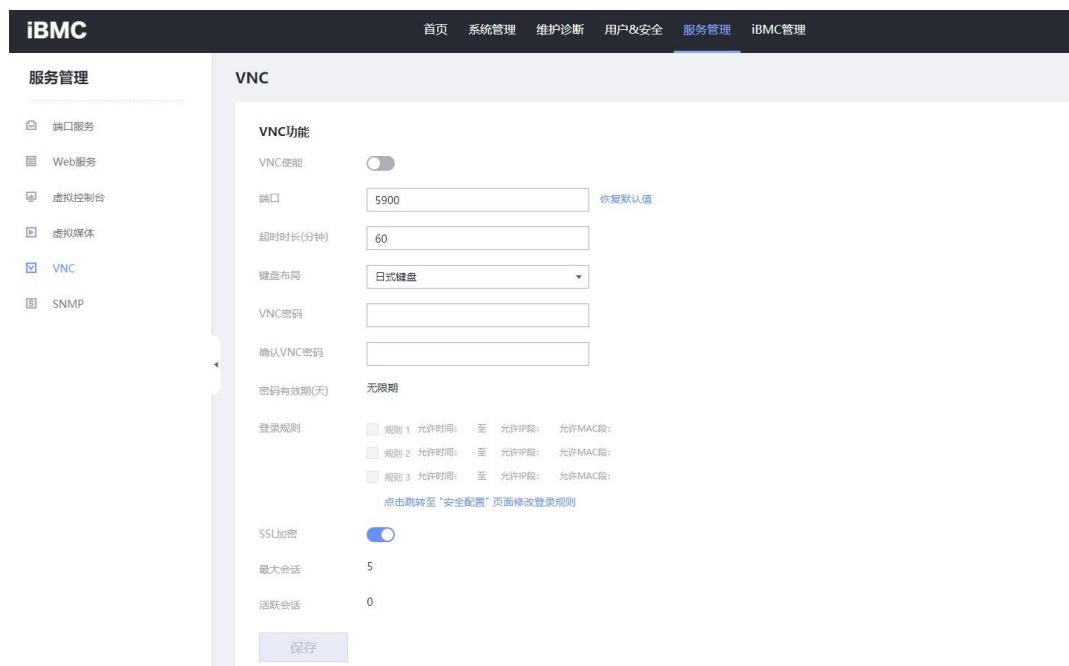 iBMC 首页 系统管理 维护诊断 用户&安全 服务管理 iBMC管理
服务管理
端口服务
Web服务
虚拟控制台
虚拟媒体
VNC
SNMP
VNC
VNC功能
VNC使能
端口 5900 恢复默认值
超时时长(分钟) 60
键盘布局 日式键盘
VNC密码
确认VNC密码
密码有效期(天) 无限期
登录规则 规则 1 允许时间： 至 允许IP段： 允许MAC段：
规则 2 允许时间： 至 允许IP段： 允许MAC段：
规则 3 允许时间： 至 允许IP段： 允许MAC段：
点击跳转至 "安全配置" 页面修改登录规则
SSL加密
最大会话 5
活跃会话 0
保存